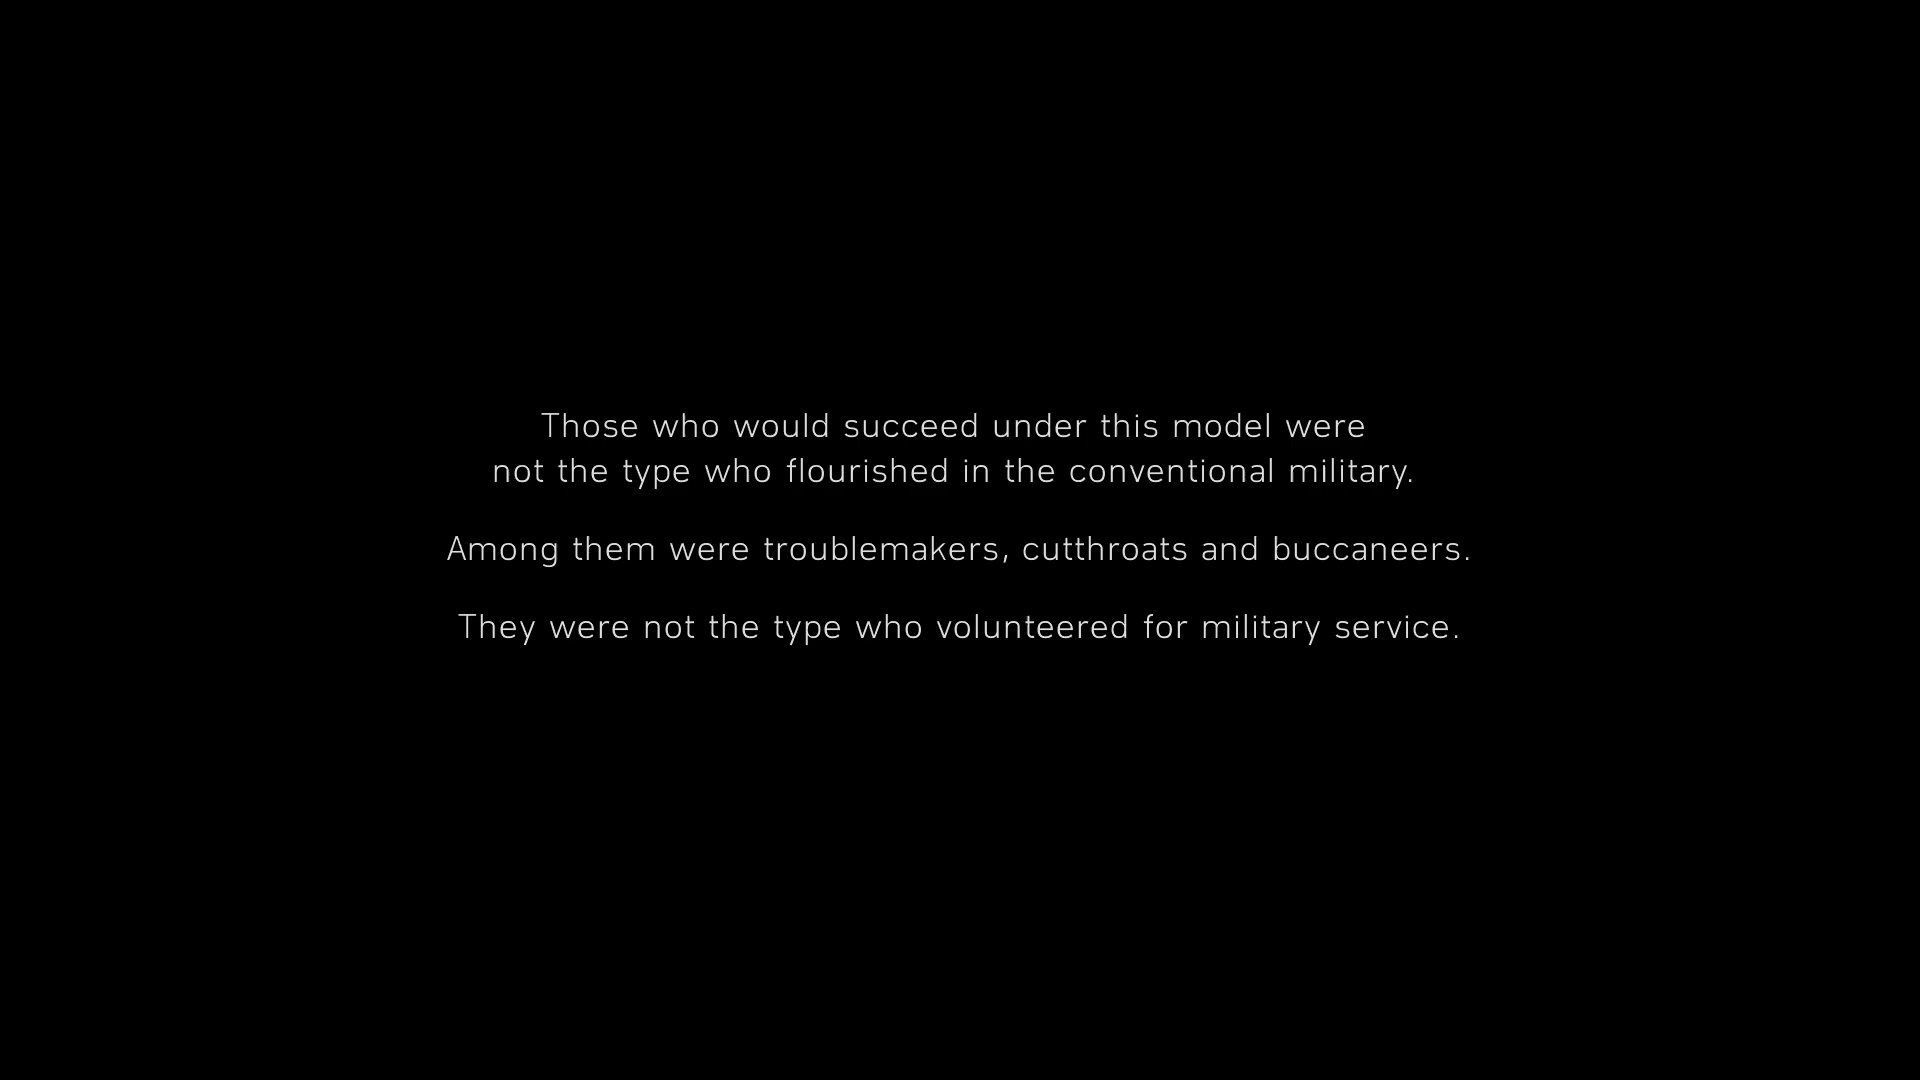 Those who would succeed under this model were
not the type who flourished in the conventional military.
Among them were troublemakers, cutthroats and buccaneers.
They were not the type who volunteered for military service.